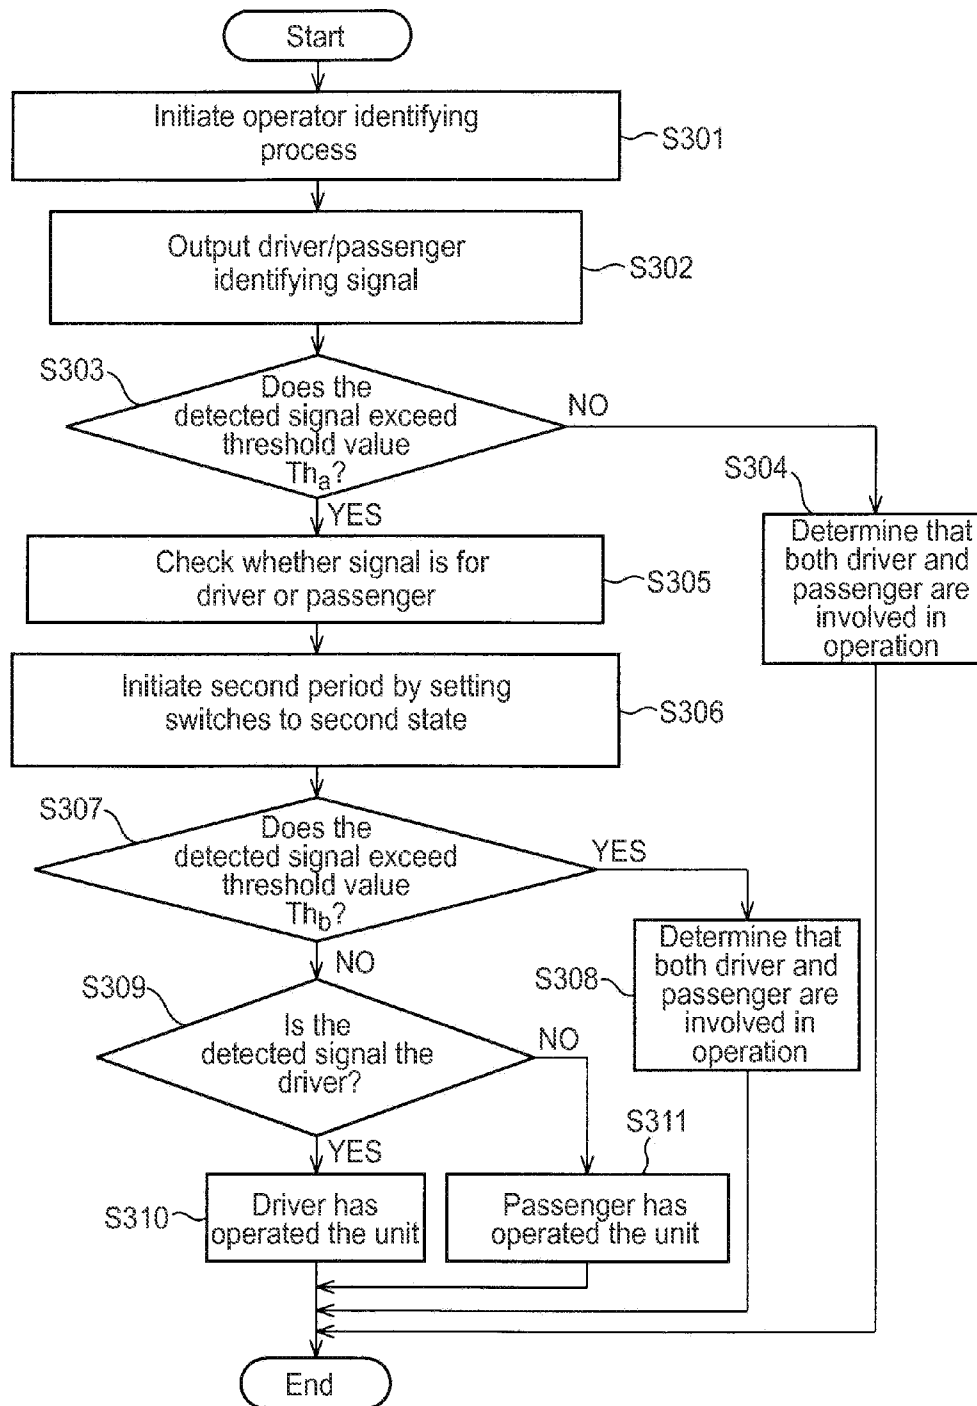 Start
Initiate operator identifying
process
S301
Output driver/passenger
identifying signal
S302
S303
Does the
detected signal exceed
threshold value
Tha?
NO
YES
S304
Determine that
both driver and
passenger are
involved in
operation
Check whether signal is for
driver or passenger
S305
Initiate second period by setting
switches to second state
S306
S307
Does the
detected signal exceed
threshold value
Thb?
YES
NO
S308
Determine that
both driver and
passenger are
involved in
operation
S309
Is the
detected signal the
driver?
NO
YES
S311
S310
Driver has
operated the unit
Passenger has
operated the unit
End